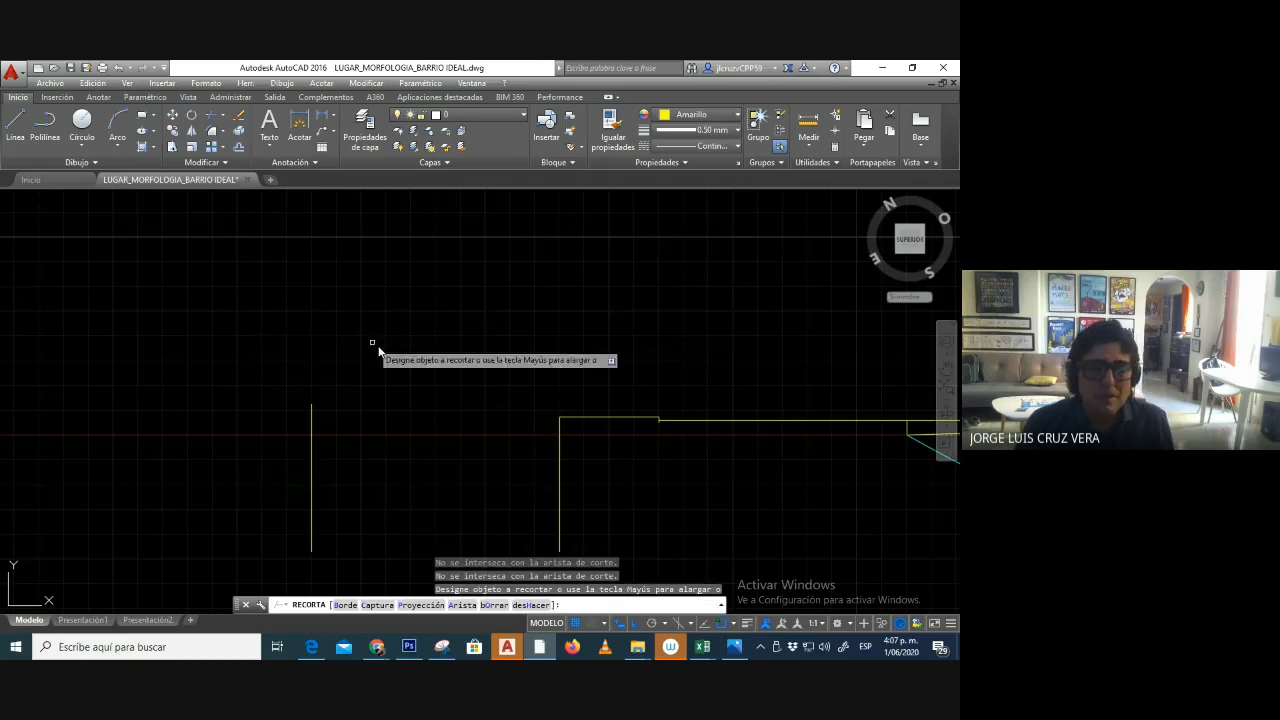 Autodesk AutoCAD 2016 LUGAR_MORFOLOGIA_BARRIO IDEAL.dwg
Escriba palabra clave o frase
jlcruzvCPP59
Archivo Edición Ver Insertar Formato Herr. Dibujo Acotar Modificar Paramétrico Ventana ?
Inicio Inserción Anotar Paramétrico Vista Administrar Salida Complementos A360 Aplicaciones destacadas BIM 360 Performance
0
Amarillo
0.50 mm
Contin...
Línea Polilínea Círculo Arco
Texto Acotar
Propiedades
de capa
Insertar
Igualar
propiedades
Grupo
Medir
Pegar
Base
Dibujo Modificar Anotación Capas Bloque Propiedades Grupos Utilidades Portapapeles Vista
Inicio LUGAR_MORFOLOGIA_BARRIO IDEAL*
N
O
SUPERIOR
E
S
Designe objeto a recortar o use la tecla Mayús para alargar o
JORGE LUIS CRUZ VERA
No se interseca con la arista de corte.
No se interseca con la arista de corte.
Designe objeto a recortar o use la tecla Mayús para alargar o
Activar Windows
Ve a Configuración para activar Windows.
Y
X
RECORTA [Borde Captura Proyección Arista bOrrar desHacer]:
Modelo Presentación1 Presentación2
MODELO
1:1
Escribe aquí para buscar
ESP
4:07 p. m.
1/06/2020
29